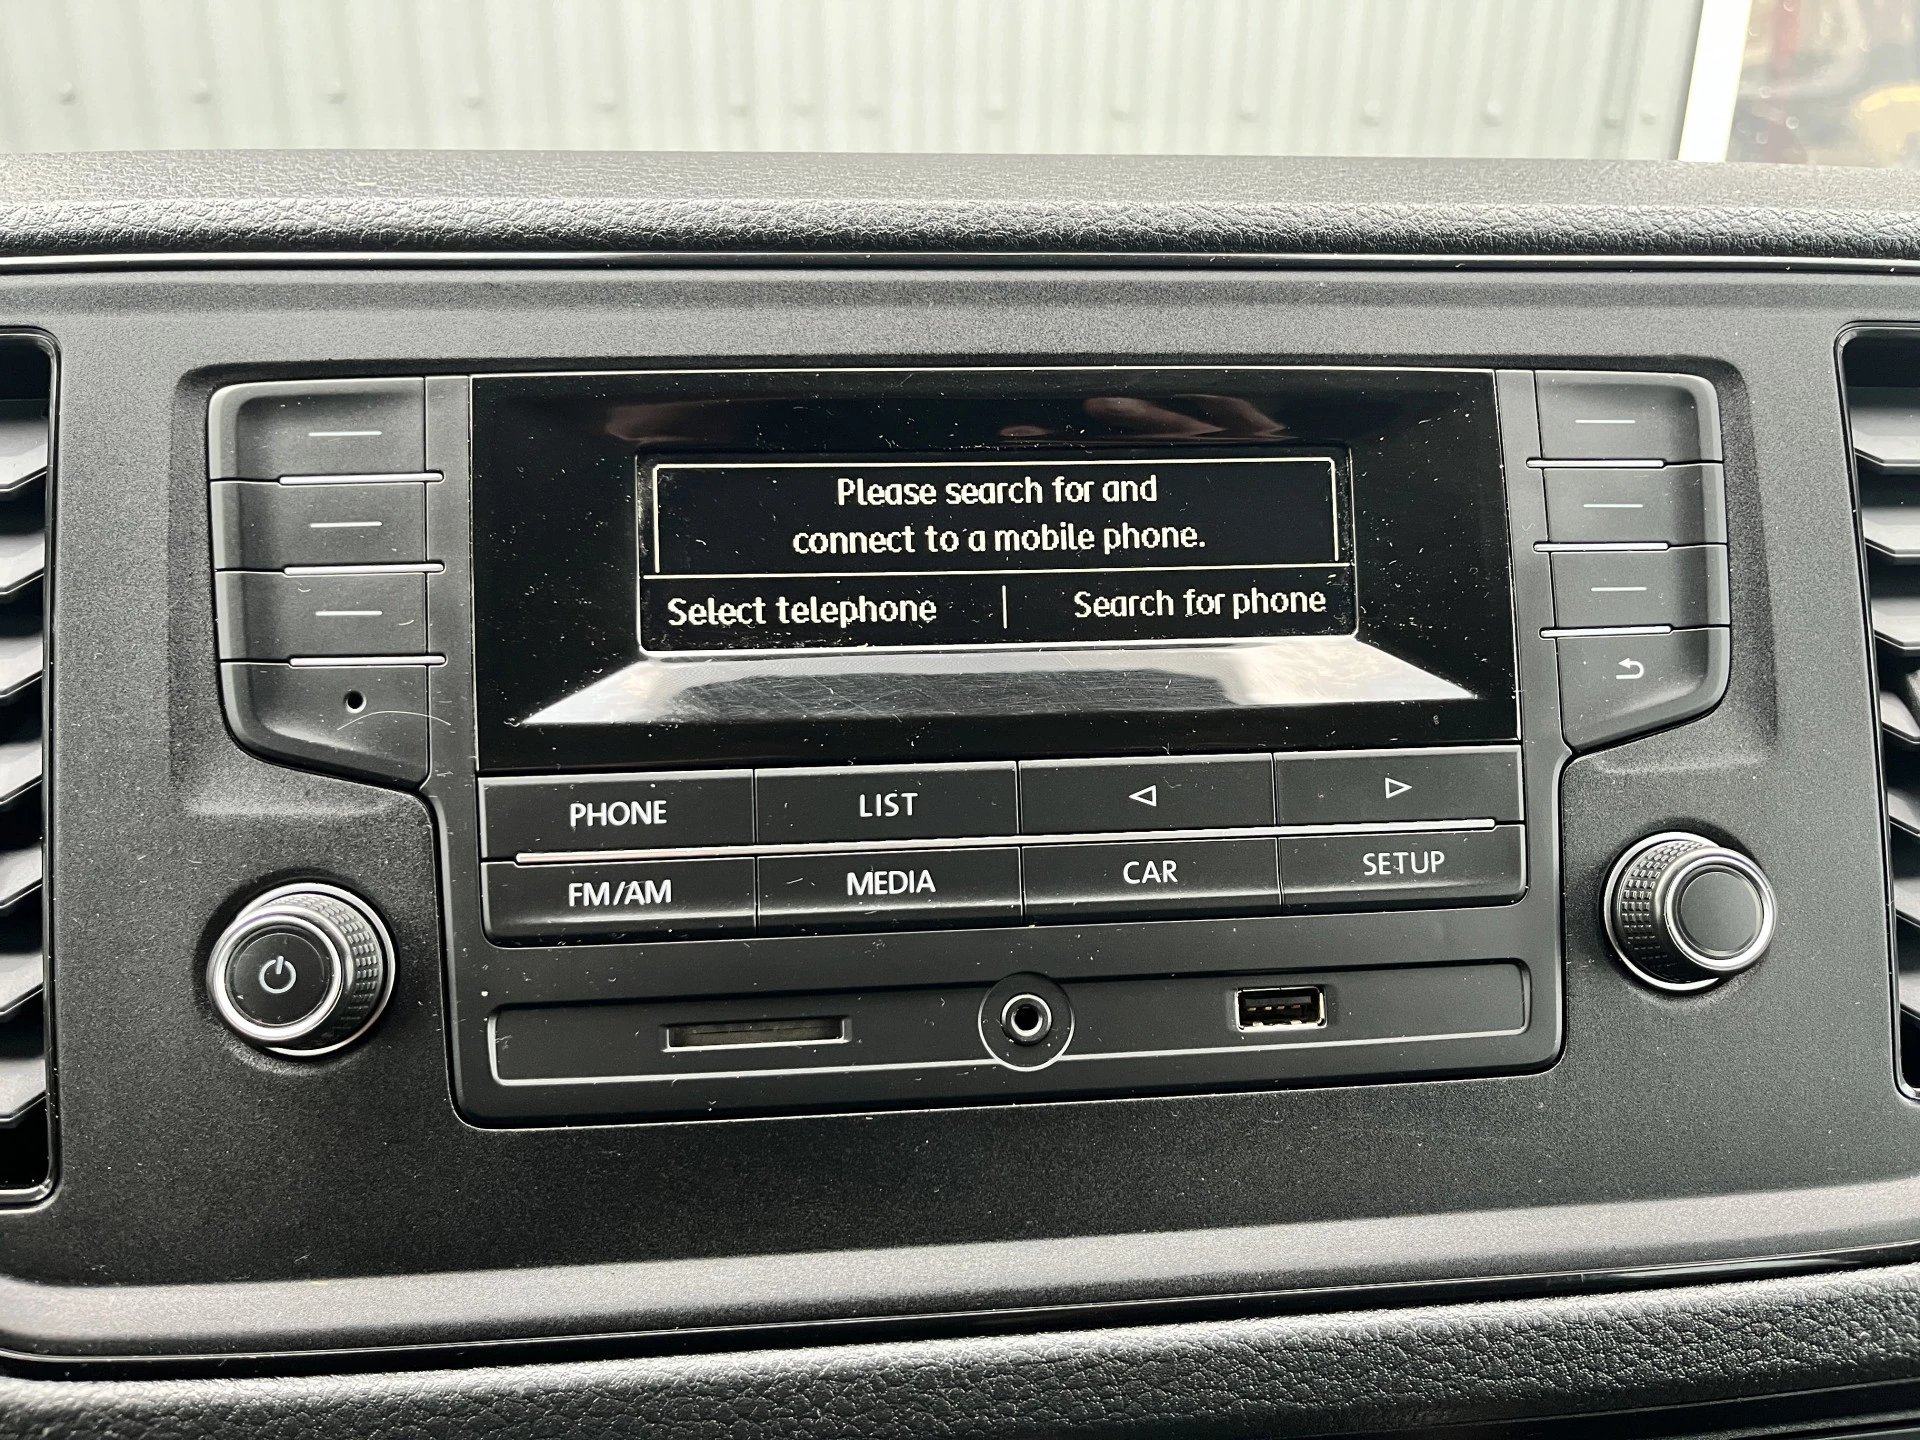 Please search for and
connect to a mobile phone.
Select telephone | Search for phone
PHONE LIST
FM/AM MEDIA CAR SETUP